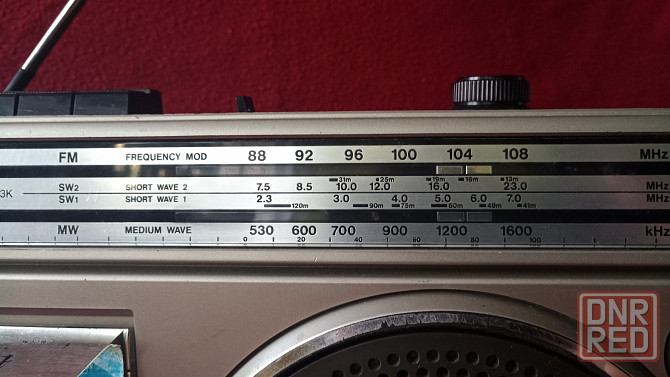 FM FREQUENCY MOD 88 92 96 100 104 108 MHz
31m 25m 19m 16m 13m
SW2 SHORT WAVE 2 7.5 8.5 10.0 12.0 16.0 23.0 MHz
3K
SW1 SHORT WAVE 1 2.3 3.0 4.0 5.0 6.0 7.0 MHz
120m 90m 75m 60m 49m 41m
MW MEDIUM WAVE 530 600 700 900 1200 1600 kHz
0 10 20 40 60 80 100
DNR
RED